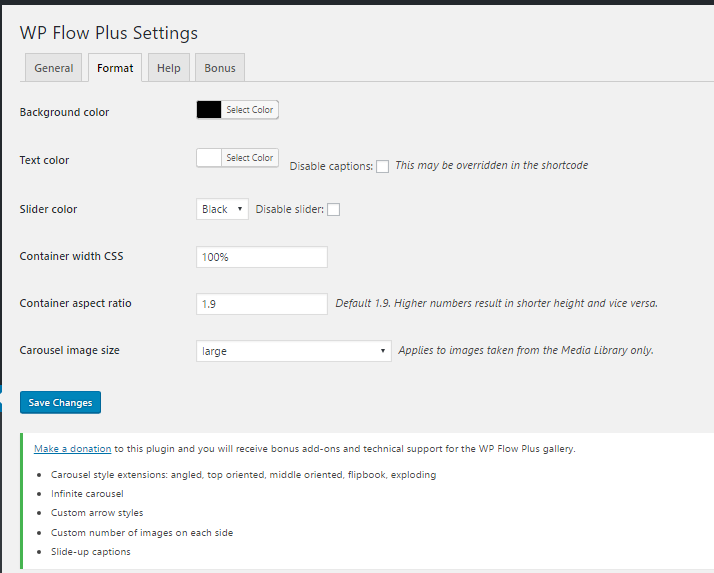 WP Flow Plus Settings
General Format Help Bonus
Background color Select Color
Text color Select Color Disable captions: This may be overridden in the shortcode
Slider color Black Disable slider:
Container width CSS 100%
Container aspect ratio 1.9 Default 1.9. Higher numbers result in shorter height and vice versa.
Carousel image size large Applies to images taken from the Media Library only.
Save Changes
Make a donation to this plugin and you will receive bonus add-ons and technical support for the WP Flow Plus gallery.
• Carousel style extensions: angled, top oriented, middle oriented, flipbook, exploding
• Infinite carousel
• Custom arrow styles
• Custom number of images on each side
• Slide-up captions